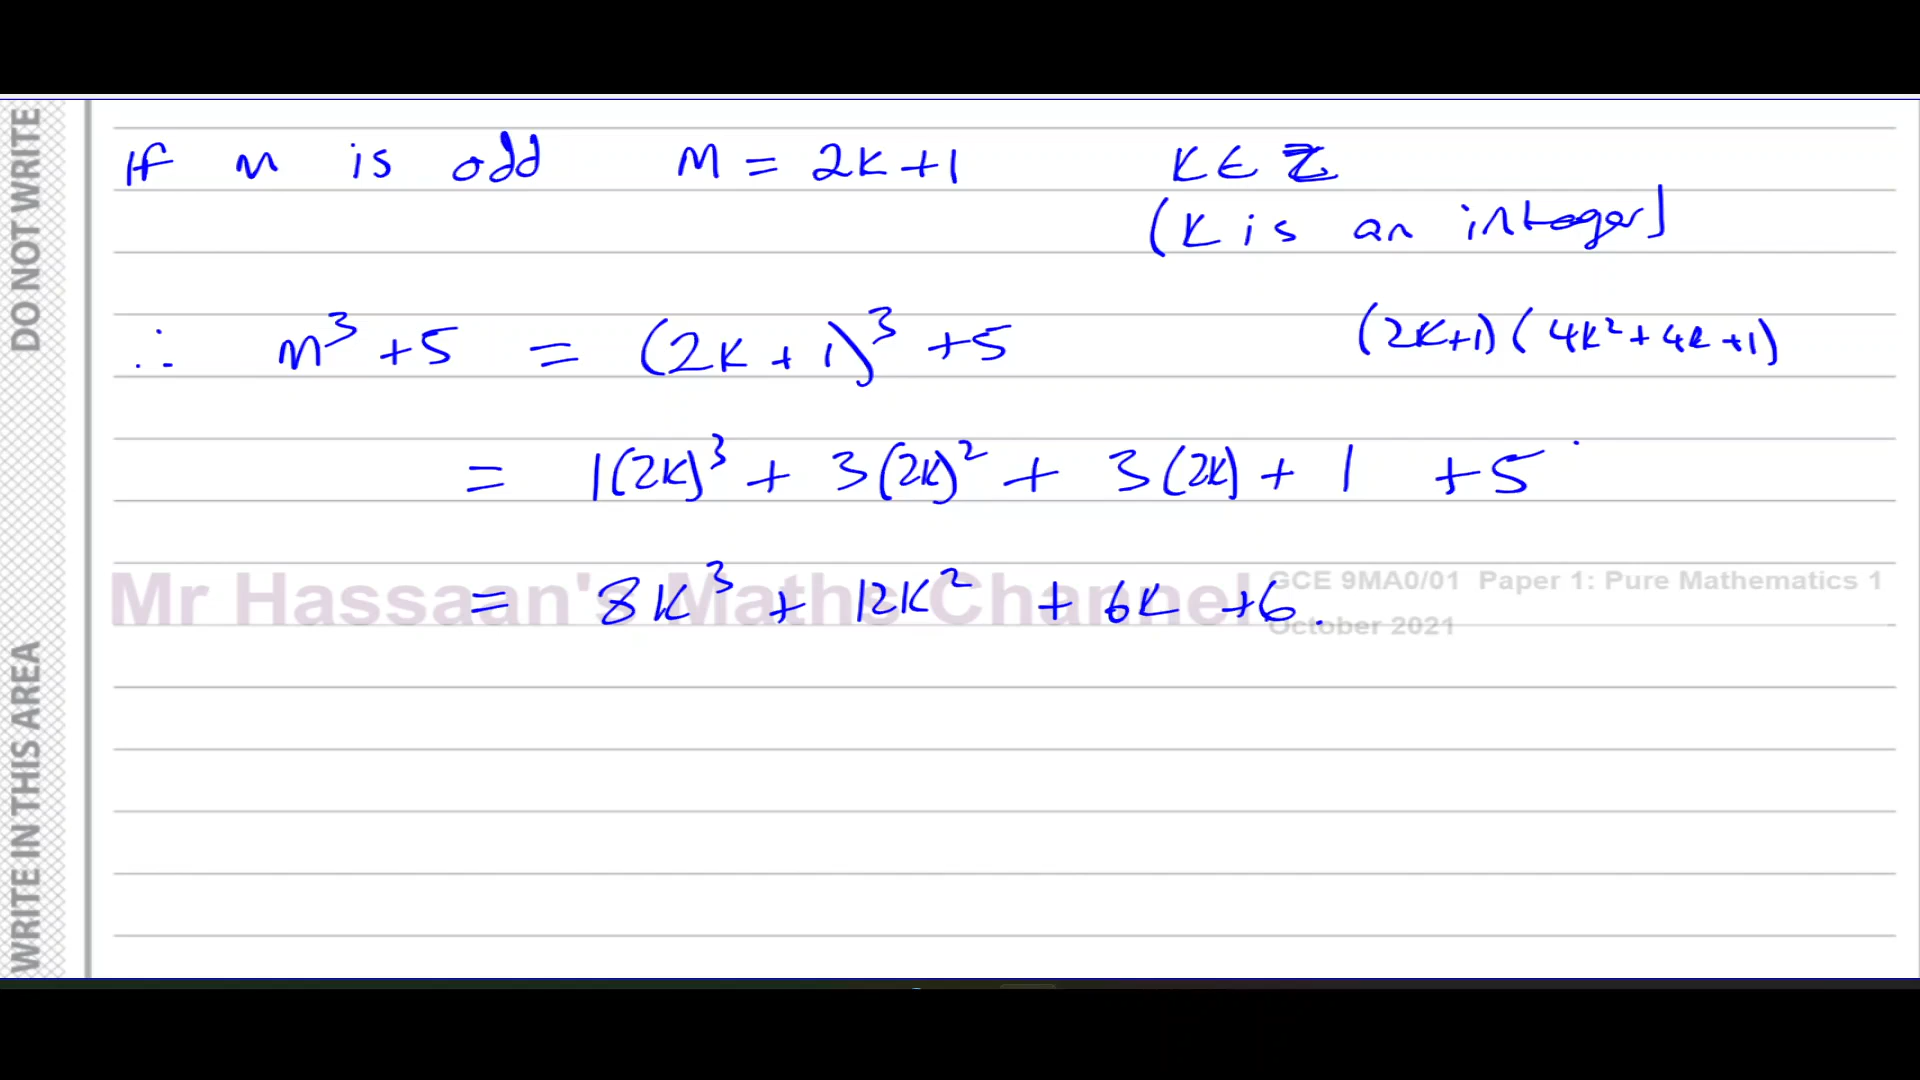 If n is odd n = 2k+1 k ∈ ℤ
(k is an integer)
∴ n³ +5 = (2k + 1)³ +5 (2k+1)(4k²+4k+1)
= 1(2k)³ + 3(2k)² + 3(2k) + 1 +5
= 8k³ + 12k² + 6k +6.
Mr Hassaan's Maths Channel
GCE 9MA0/01 Paper 1: Pure Mathematics 1
October 2021
DO NOT WRITE
WRITE IN THIS AREA